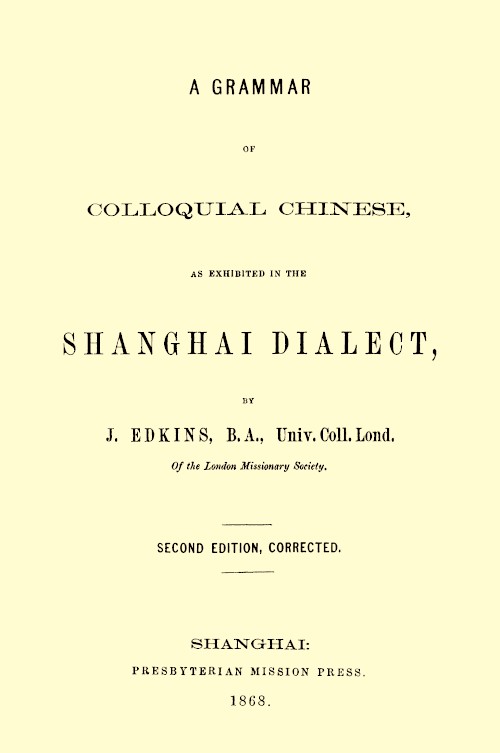 A GRAMMAR
OF
COLLOQUIAL CHINESE,
AS EXHIBITED IN THE
SHANGHAI DIALECT,
BY
J. EDKINS, B.A., Univ. Coll. Lond.
Of the London Missionary Society.
SECOND EDITION, CORRECTED.
SHANGHAI:
PRESBYTERIAN MISSION PRESS.
1868.